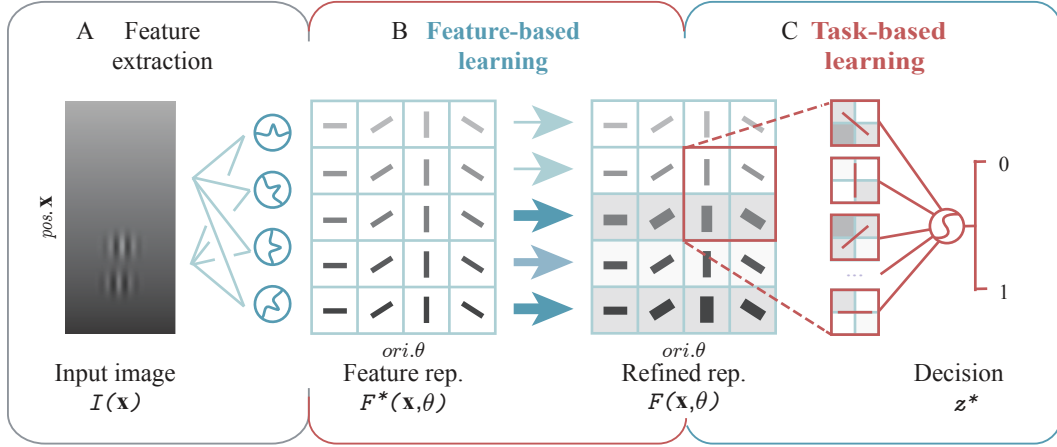 A Feature
extraction
B Feature-based
learning
C Task-based
learning
pos. x
0
...
1
ori.θ
ori.θ
Input image
I(x)
Feature rep.
F*(x,θ)
Refined rep.
F(x,θ)
Decision
z*